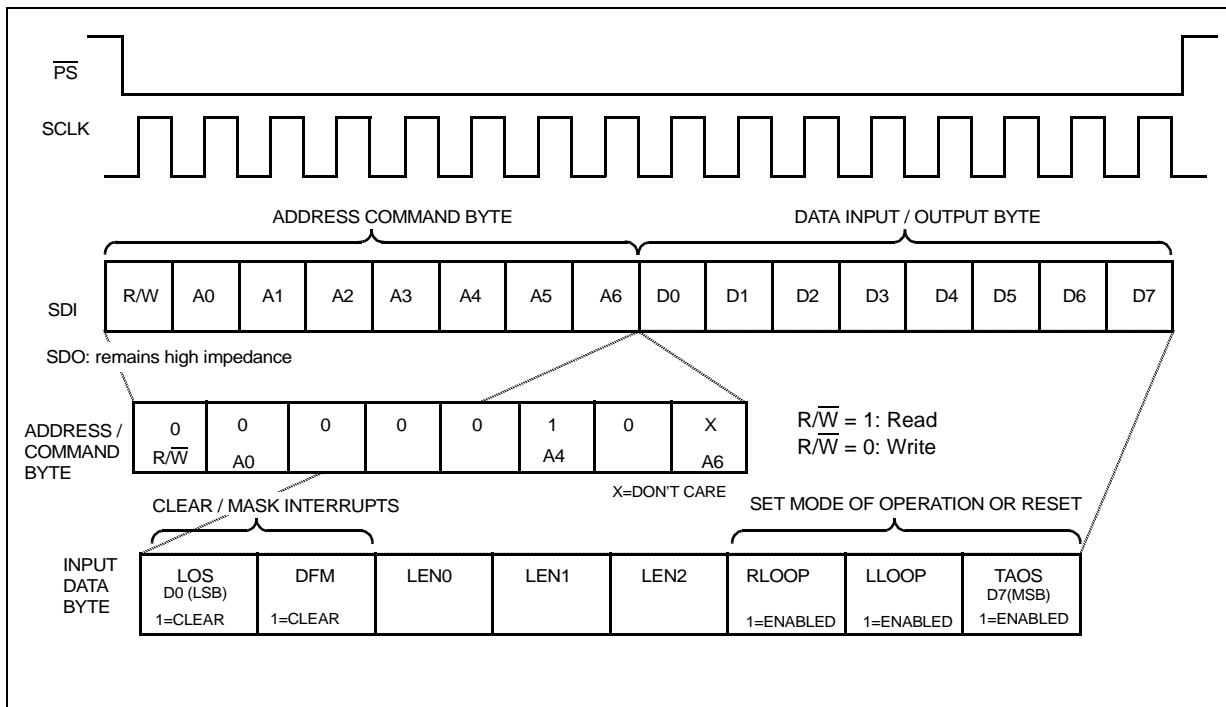 P̅S̅
SCLK
ADDRESS COMMAND BYTE DATA INPUT / OUTPUT BYTE
SDI R/W A0 A1 A2 A3 A4 A5 A6 D0 D1 D2 D3 D4 D5 D6 D7
SDO: remains high impedance
ADDRESS / COMMAND BYTE
0 0 0 0 0 1 0 X
R/W̅ A0 A4 A6
R/W̅ = 1: Read
R/W̅ = 0: Write
X=DON'T CARE
CLEAR / MASK INTERRUPTS SET MODE OF OPERATION OR RESET
INPUT
DATA
BYTE
LOS DFM LEN0 LEN1 LEN2 RLOOP LLOOP TAOS
D0 (LSB) D7(MSB)
1=CLEAR 1=CLEAR 1=ENABLED 1=ENABLED 1=ENABLED